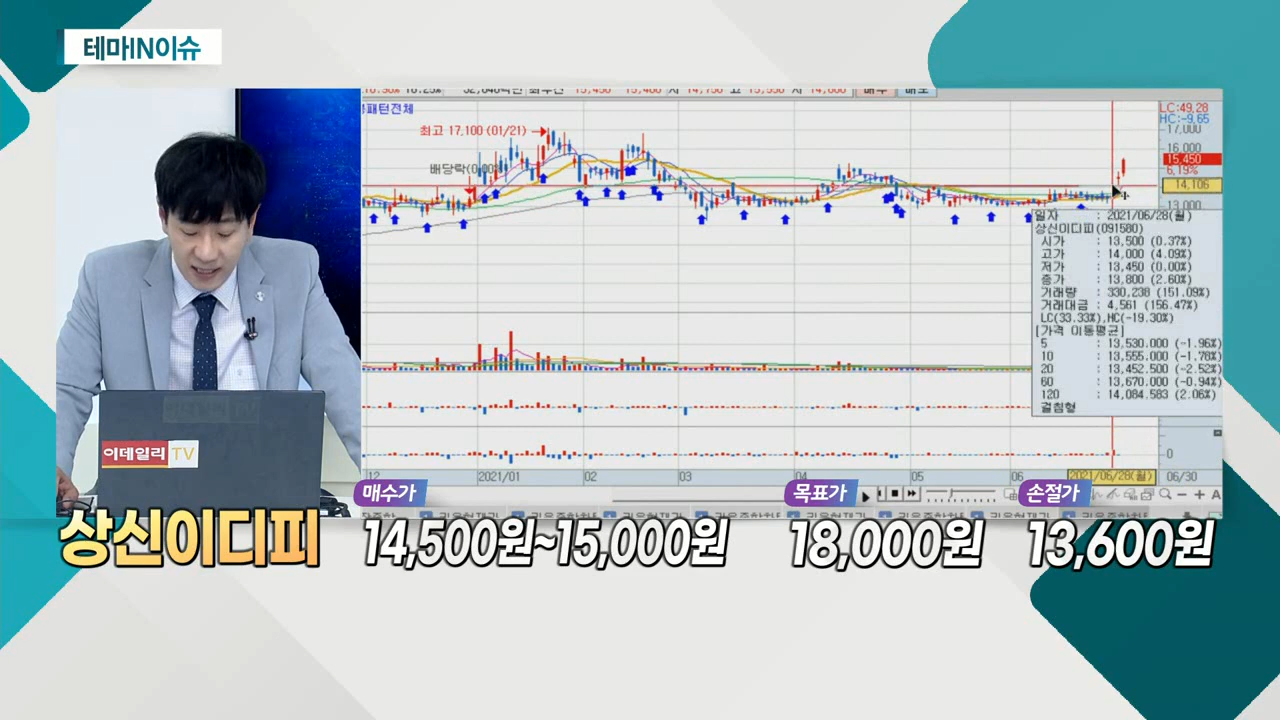 테마IN이슈
매수
매도
패턴전체
LC:49.28
HC:-9.65
최고 17,100 (01/21)
17,000
16,000
배당락(0.00)
15,450
6.19%
14,106
13,000
일자 : 2021/06/28(월)
상신이디피(091580)
시가 : 13,500 (0.37%)
고가 : 14,000 (4.09%)
저가 : 13,450 (0.00%)
종가 : 13,800 (2.60%)
거래량 : 330,238 (151.09%)
거래대금 : 4,561 (156.47%)
LC(33.33%),HC(-19.30%)
[가격 이동평균]
5 : 13,530.000 (-1.96%)
10 : 13,555.000 (-1.78%)
20 : 13,452.500 (-2.52%)
60 : 13,670.000 (-0.94%)
120 : 14,084.583 (2.06%)
걸침형
0
12 2021/01 02 03 04 05 06 2021/06/28(월) 06/30
이데일리 TV
매수가 목표가 손절가
상신이디피 14,500원~15,000원 18,000원 13,600원